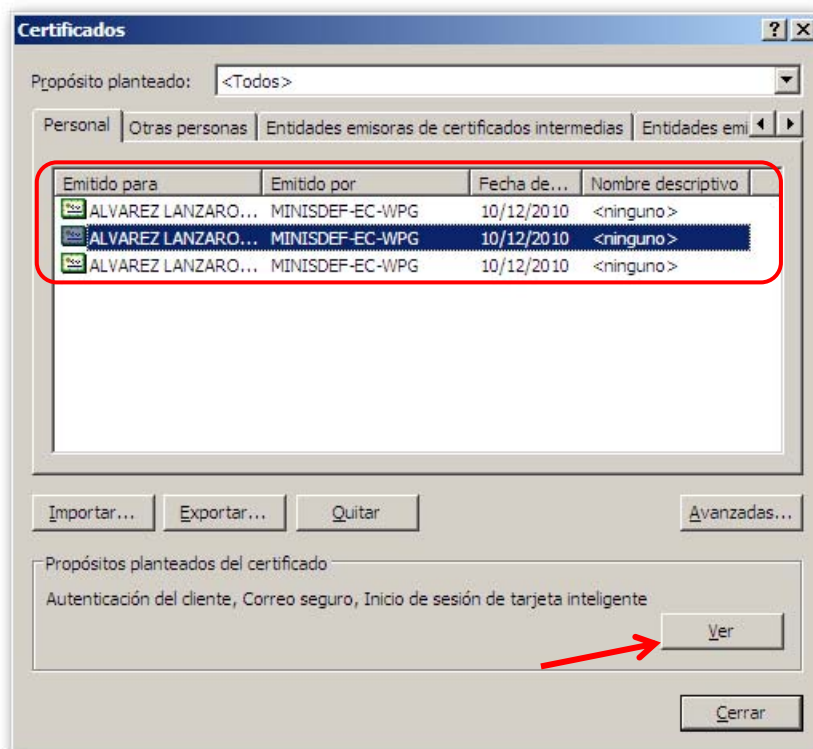 Certificados
Propósito planteado: <Todos>
Personal Otras personas Entidades emisoras de certificados intermedias Entidades emi
Emitido para Emitido por Fecha de... Nombre descriptivo
ALVAREZ LANZARO... MINISDEF-EC-WPG 10/12/2010 <ninguno>
ALVAREZ LANZARO... MINISDEF-EC-WPG 10/12/2010 <ninguno>
ALVAREZ LANZARO... MINISDEF-EC-WPG 10/12/2010 <ninguno>
Importar... Exportar... Quitar Avanzadas...
Propósitos planteados del certificado
Autenticación del cliente, Correo seguro, Inicio de sesión de tarjeta inteligente
Ver
Cerrar